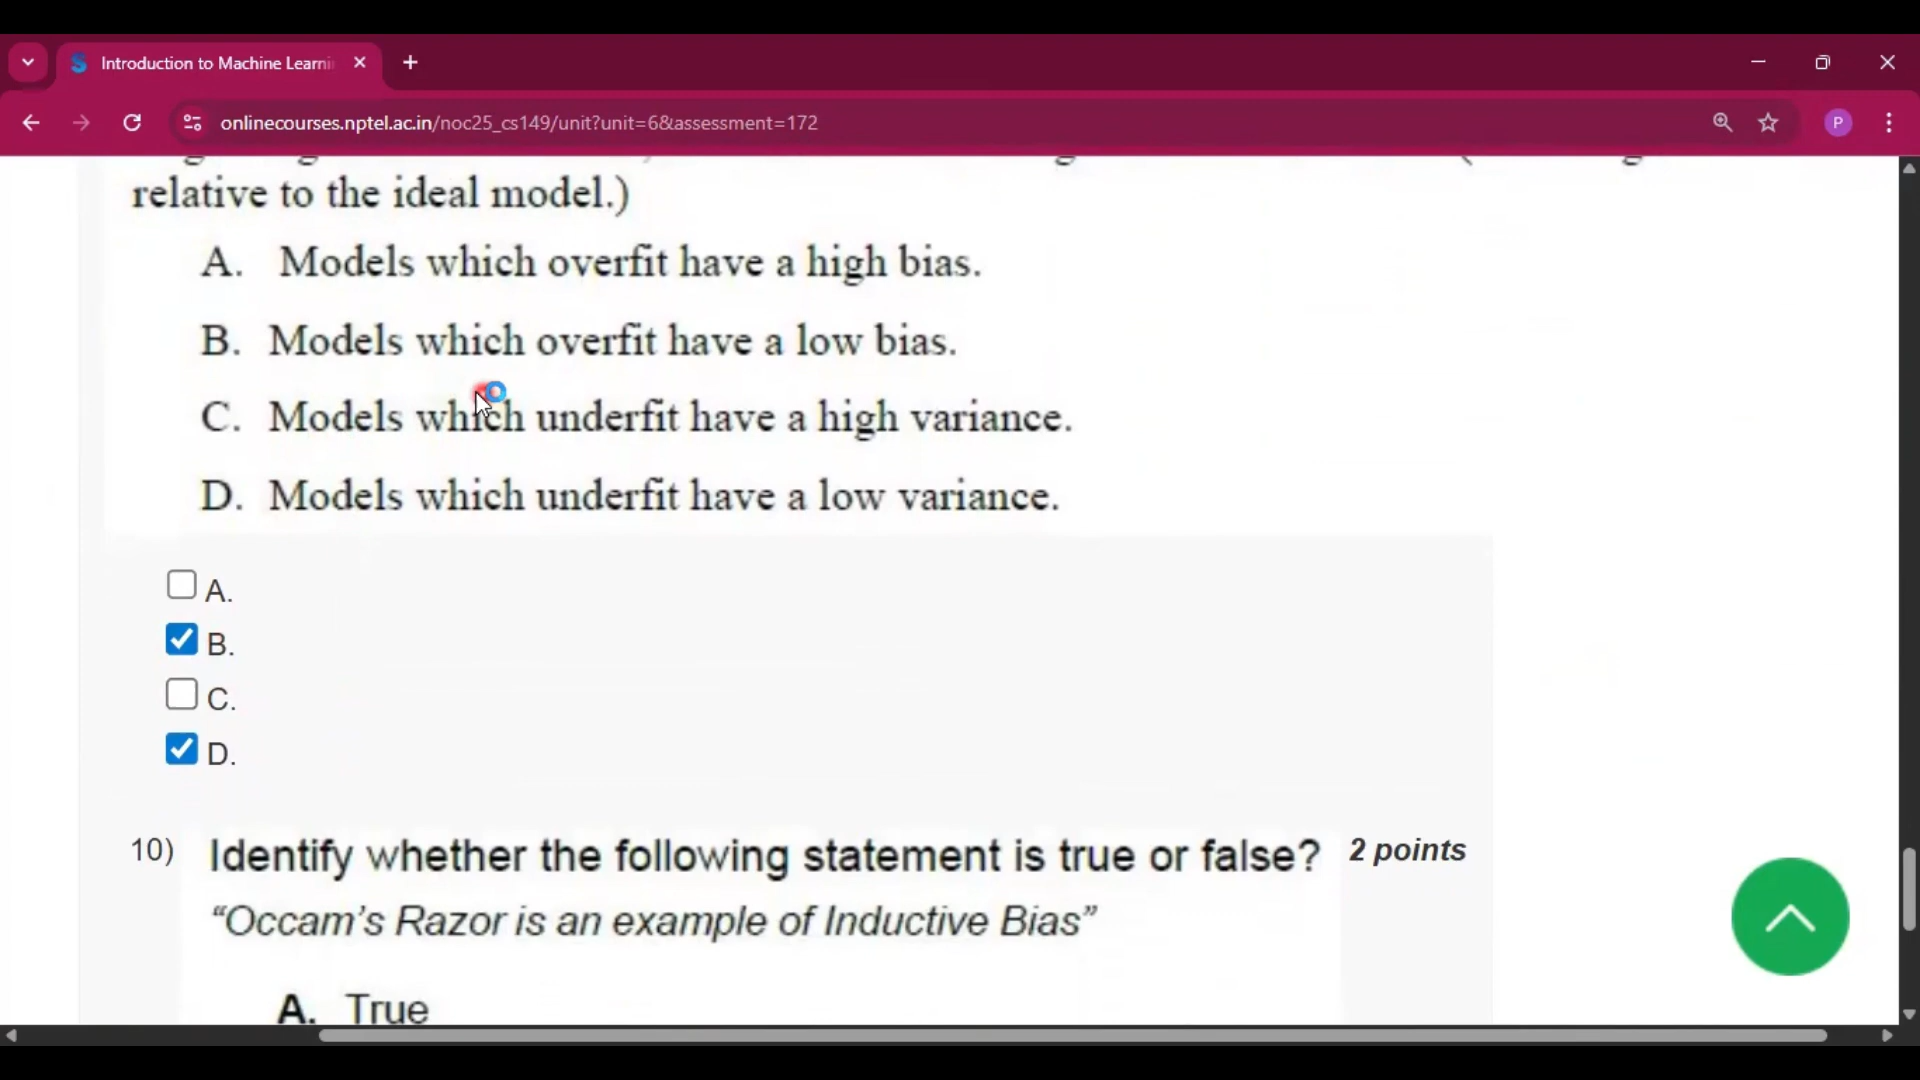 Introduction to Machine Learni
onlinecourses.nptel.ac.in/noc25_cs149/unit?unit=6&assessment=172
P
relative to the ideal model.)
A. Models which overfit have a high bias.
B. Models which overfit have a low bias.
C. Models which underfit have a high variance.
D. Models which underfit have a low variance.
A.
B.
C.
D.
10) Identify whether the following statement is true or false? 2 points
“Occam’s Razor is an example of Inductive Bias”
A. True